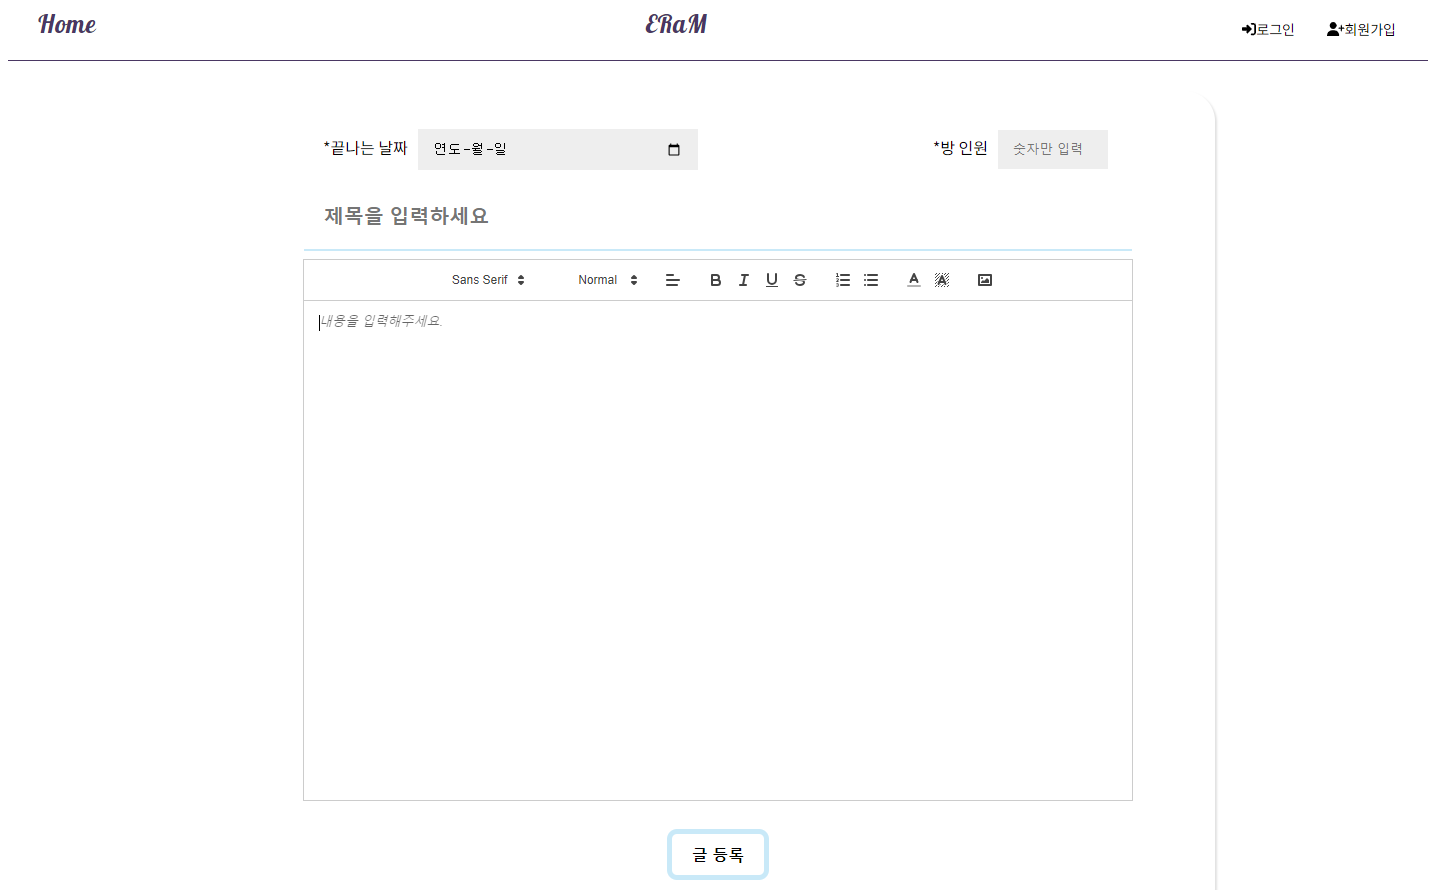 Home ERaM 로그인 회원가입
*끝나는 날짜 연도-월-일 *방 인원 숫자만 입력
제목을 입력하세요
Sans Serif Normal
내용을 입력해주세요.
글 등록